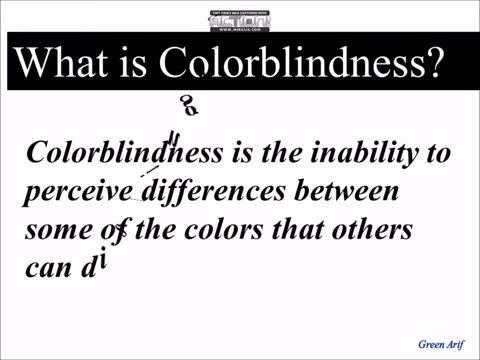 What is Colorblindness?
Colorblindness is the inability to
perceive differences between
some of the colors that others
can di
Green Arif